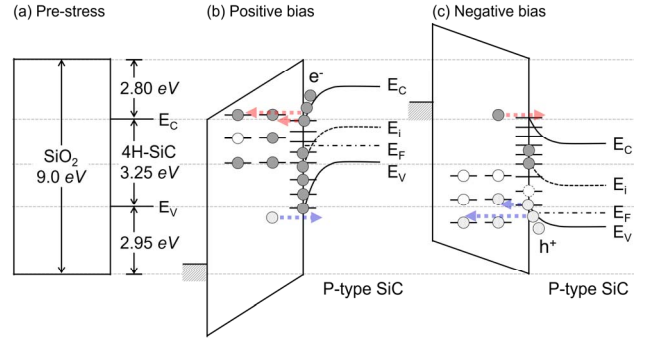 (a) Pre-stress
(b) Positive bias
(c) Negative bias
2.80 eV
E_C
SiO₂
9.0 eV
4H-SiC
3.25 eV
E_V
2.95 eV
e⁻
E_C
E_i
E_F
E_V
P-type SiC
E_C
E_i
E_F
E_V
h⁺
P-type SiC